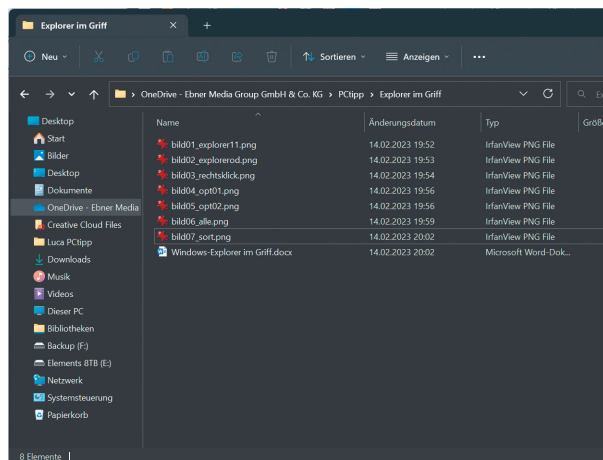 Explorer im Griff
Neu
Sortieren
Anzeigen
OneDrive - Ebner Media Group GmbH & Co. KG › PCtipp › Explorer im Griff
Desktop
Start
Bilder
Desktop
Dokumente
OneDrive - Ebner Media
Creative Cloud Files
Luca PCtipp
Downloads
Musik
Videos
Dieser PC
Bibliotheken
Backup (F:)
Elements 8TB (E:)
Netzwerk
Systemsteuerung
Papierkorb
Name Änderungsdatum Typ Größe
bild01_explorer11.png 14.02.2023 19:52 IrfanView PNG File
bild02_explorerod.png 14.02.2023 19:53 IrfanView PNG File
bild03_rechtsklick.png 14.02.2023 19:54 IrfanView PNG File
bild04_opt01.png 14.02.2023 19:56 IrfanView PNG File
bild05_opt02.png 14.02.2023 19:56 IrfanView PNG File
bild06_alle.png 14.02.2023 19:59 IrfanView PNG File
bild07_sort.png 14.02.2023 20:02 IrfanView PNG File
Windows-Explorer im Griff.docx 14.02.2023 20:02 Microsoft Word-Dok...
8 Elemente